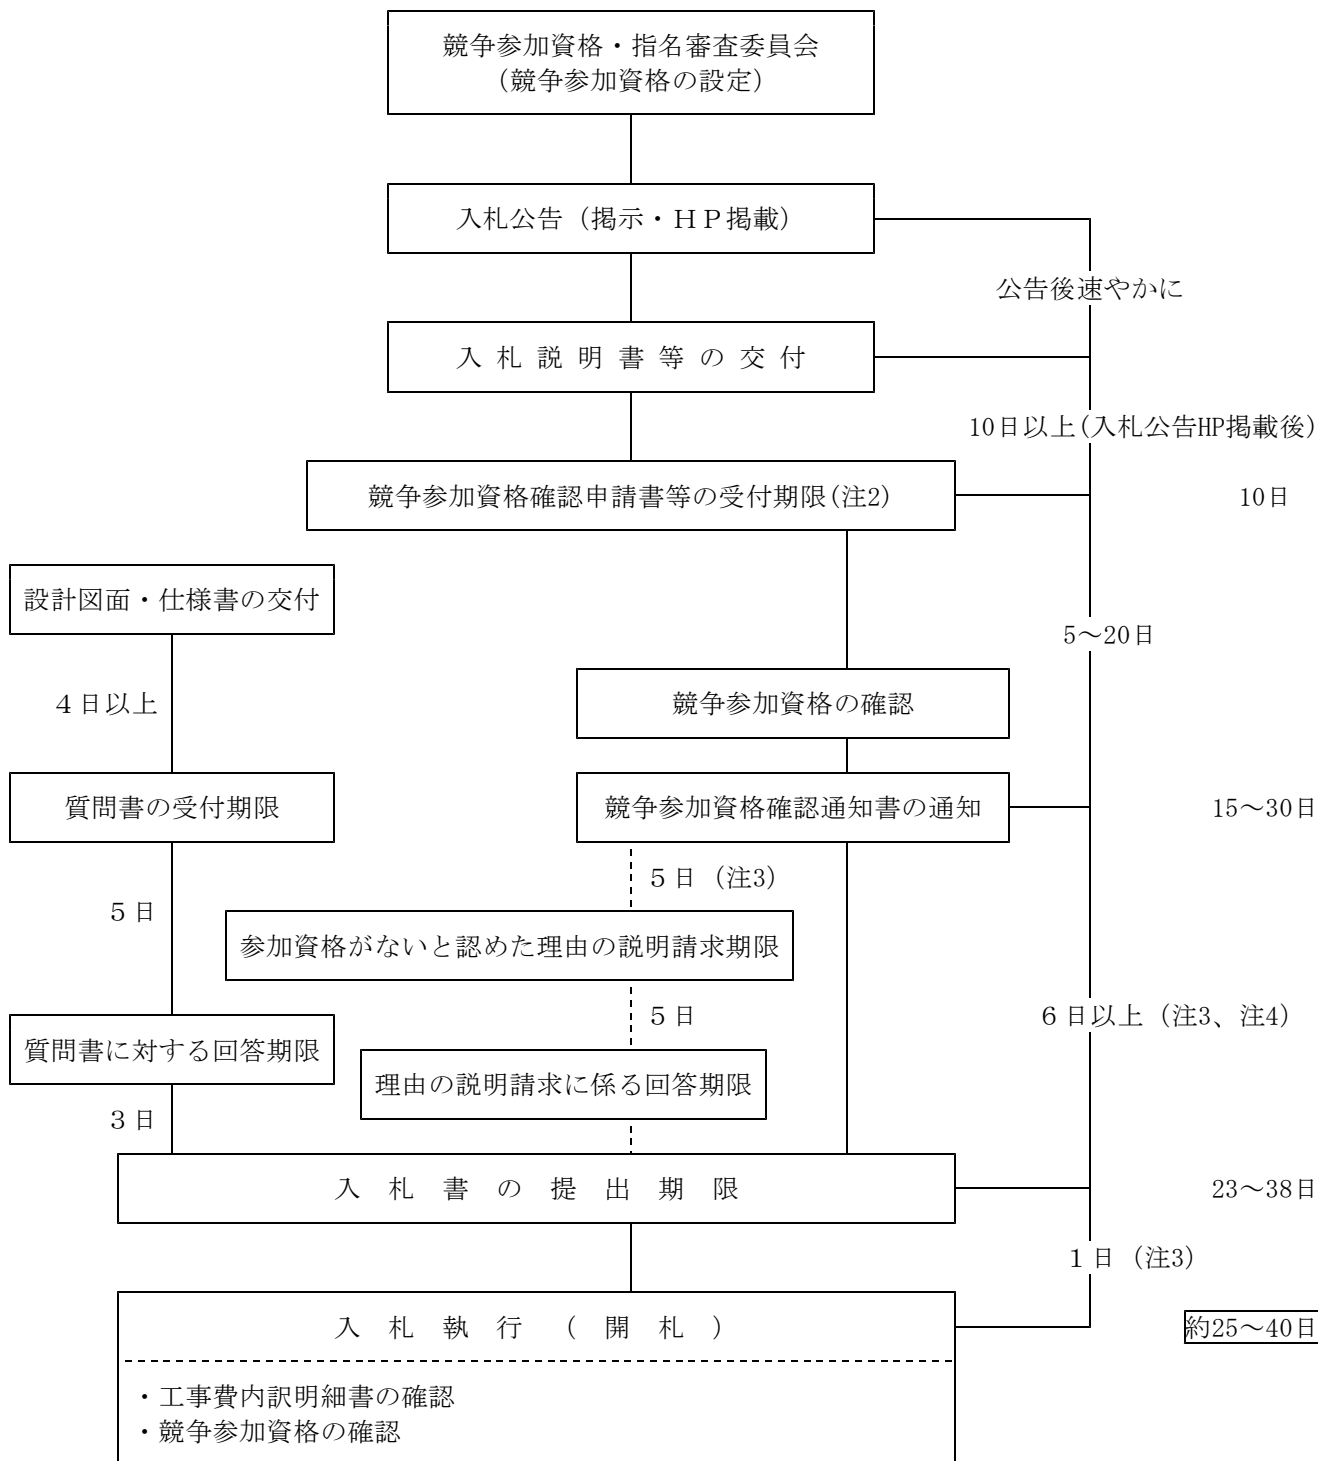 競争参加資格・指名審査委員会
（競争参加資格の設定）
入札公告（掲示・ＨＰ掲載）
公告後速やかに
入札説明書等の交付
10日以上(入札公告HP掲載後)
競争参加資格確認申請書等の受付期限(注2)
10日
設計図面・仕様書の交付
5～20日
４日以上
競争参加資格の確認
質問書の受付期限
競争参加資格確認通知書の通知
15～30日
５日（注3）
５日
参加資格がないと認めた理由の説明請求期限
５日
６日以上（注3、注4）
質問書に対する回答期限
理由の説明請求に係る回答期限
３日
入札書の提出期限
23～38日
１日（注3）
入札執行（開札）
約25～40日
・工事費内訳明細書の確認
・競争参加資格の確認